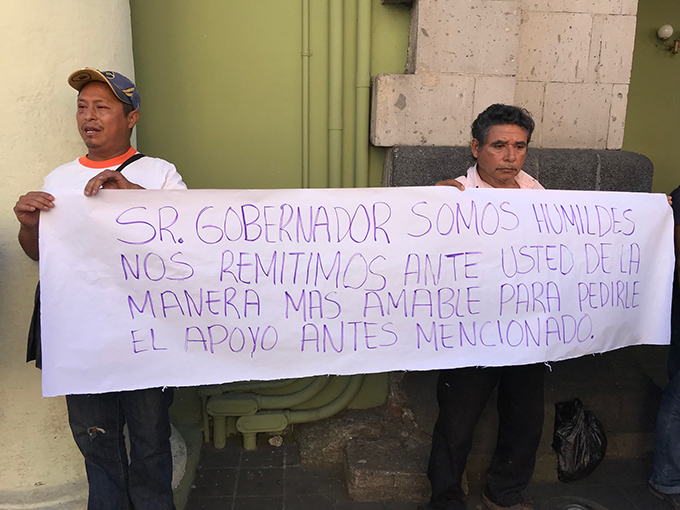 SR. GOBERNADOR SOMOS HUMILDES
NOS REMITIMOS ANTE USTED DE LA
MANERA MAS AMABLE PARA PEDIRLE
EL APOYO ANTES MENCIONADO.